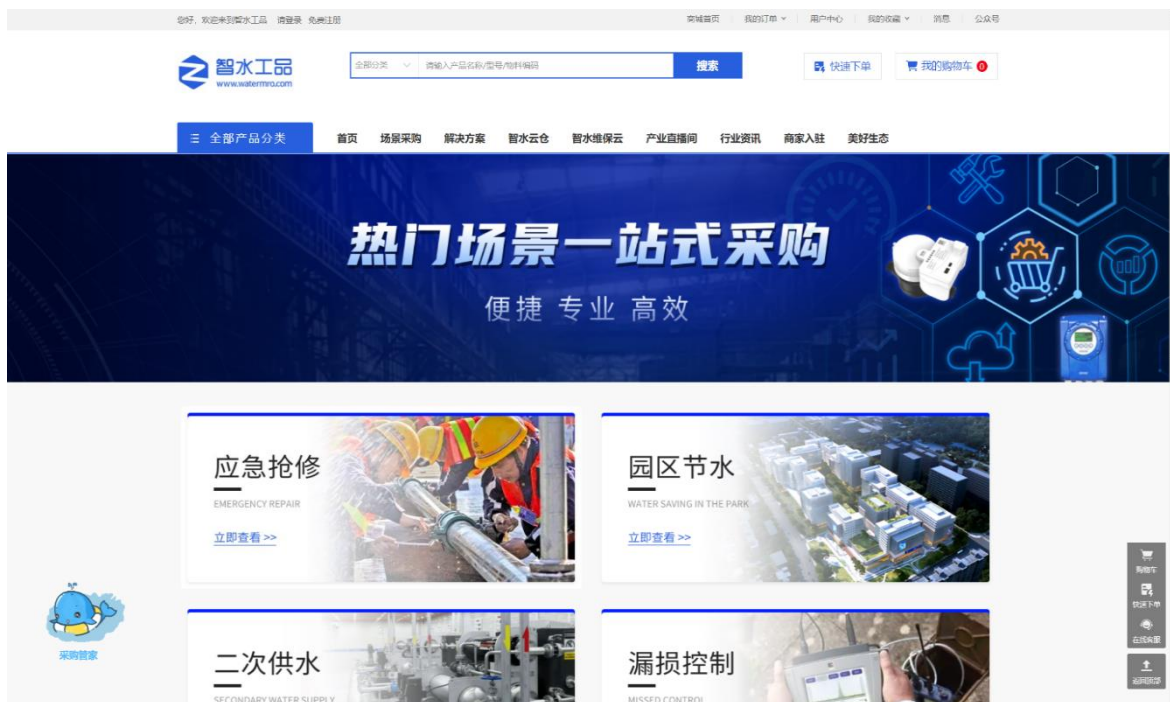 您好，欢迎来到智水工品 请登录 免费注册
商城首页 我的订单 用户中心 我的收藏 消息 公众号
智水工品
www.watermro.com
全部分类 请输入产品名称/型号/物料编码 搜索
快速下单 我的购物车 0
全部产品分类 首页 场景采购 解决方案 智水云仓 智水维保云 产业直播间 行业资讯 商家入驻 美好生态
热门场景一站式采购
便捷 专业 高效
应急抢修
EMERGENCY REPAIR
立即查看 >>
园区节水
WATER SAVING IN THE PARK
立即查看 >>
购物车
快速下单
在线客服
返回顶部
采购管家
二次供水
SECONDARY WATER SUPPLY
漏损控制
MISSED CONTROL